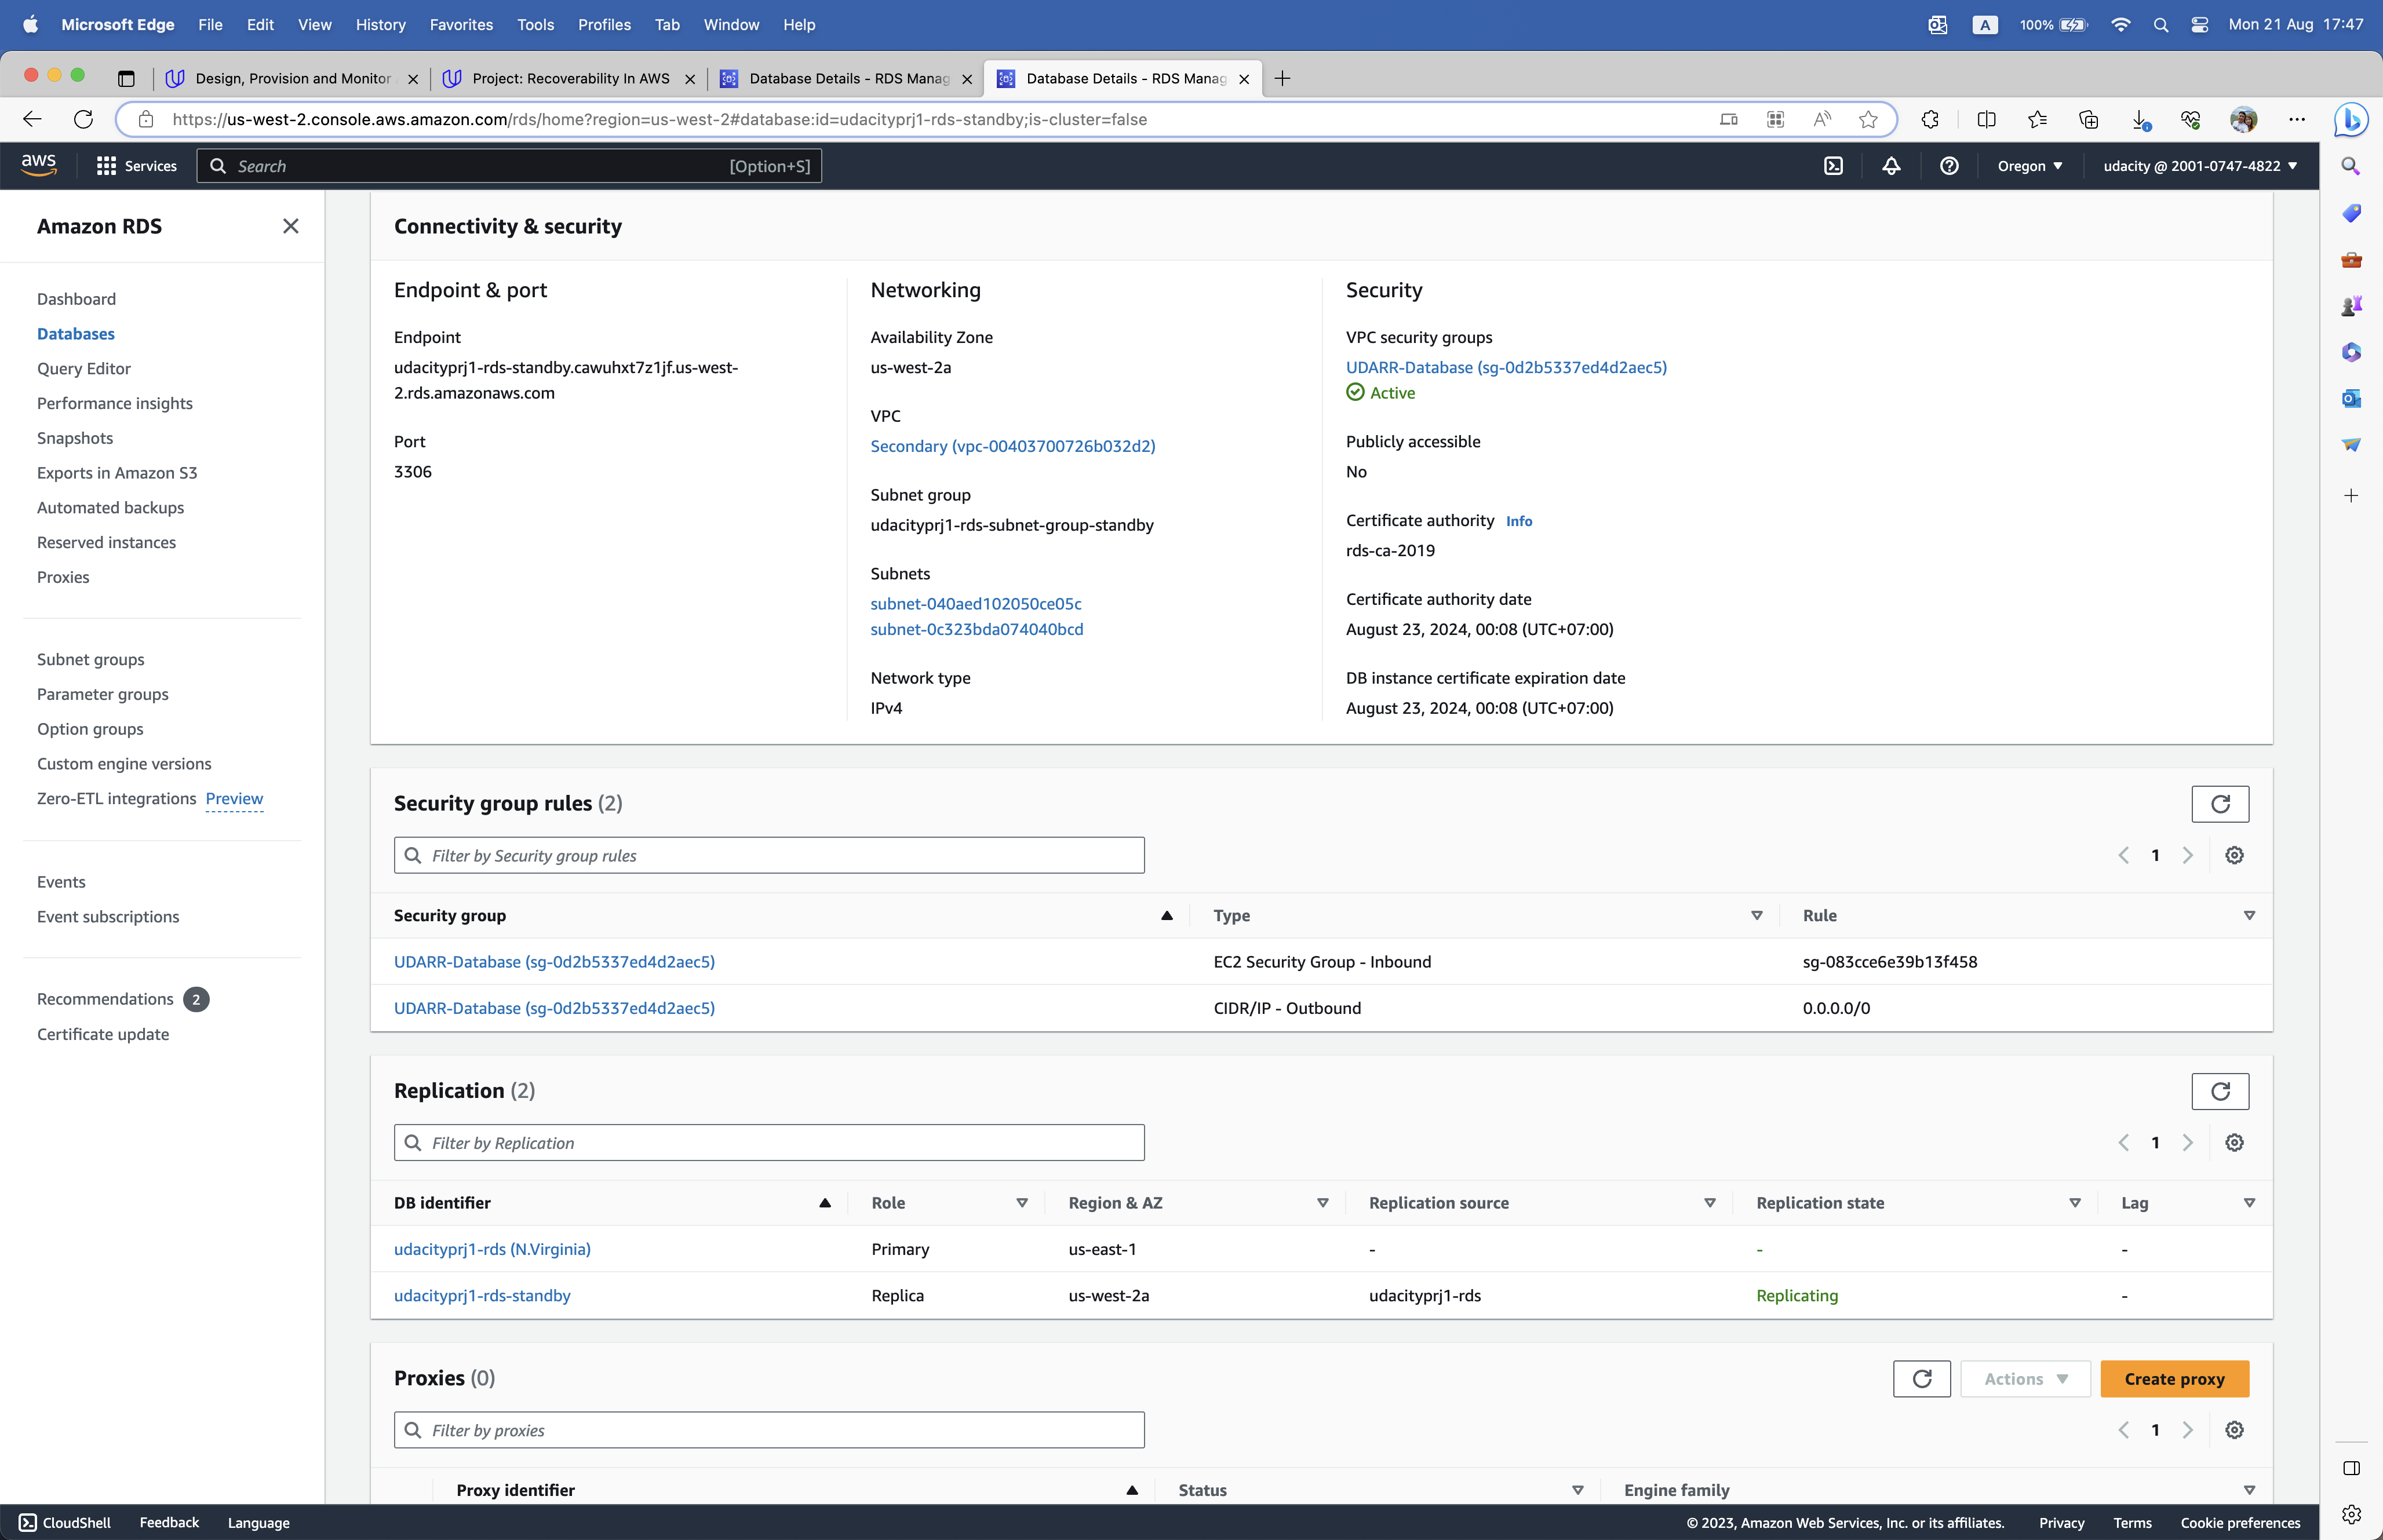 Microsoft Edge File Edit View History Favorites Tools Profiles Tab Window Help A 100% Mon 21 Aug 17:47
Design, Provision and Monitor Project: Recoverability In AWS Database Details - RDS Manag Database Details - RDS Manag
https://us-west-2.console.aws.amazon.com/rds/home?region=us-west-2#database:id=udacityprj1-rds-standby;is-cluster=false
aws Services Search [Option+S] Oregon udacity @ 2001-0747-4822
Amazon RDS
Dashboard
Databases
Query Editor
Performance insights
Snapshots
Exports in Amazon S3
Automated backups
Reserved instances
Proxies
Subnet groups
Parameter groups
Option groups
Custom engine versions
Zero-ETL integrations Preview
Events
Event subscriptions
Recommendations 2
Certificate update
Connectivity & security
Endpoint & port
Endpoint
udacityprj1-rds-standby.cawuhxt7z1jf.us-west-
2.rds.amazonaws.com
Port
3306
Networking
Availability Zone
us-west-2a
VPC
Secondary (vpc-00403700726b032d2)
Subnet group
udacityprj1-rds-subnet-group-standby
Subnets
subnet-040aed102050ce05c
subnet-0c323bda074040bcd
Network type
IPv4
Security
VPC security groups
UDARR-Database (sg-0d2b5337ed4d2aec5)
Active
Publicly accessible
No
Certificate authority Info
rds-ca-2019
Certificate authority date
August 23, 2024, 00:08 (UTC+07:00)
DB instance certificate expiration date
August 23, 2024, 00:08 (UTC+07:00)
Security group rules (2)
Filter by Security group rules
1
Security group Type Rule
UDARR-Database (sg-0d2b5337ed4d2aec5) EC2 Security Group - Inbound sg-083cce6e39b13f458
UDARR-Database (sg-0d2b5337ed4d2aec5) CIDR/IP - Outbound 0.0.0.0/0
Replication (2)
Filter by Replication
1
DB identifier Role Region & AZ Replication source Replication state Lag
udacityprj1-rds (N.Virginia) Primary us-east-1 - - -
udacityprj1-rds-standby Replica us-west-2a udacityprj1-rds Replicating -
Proxies (0)
Actions Create proxy
Filter by proxies
1
Proxy identifier Status Engine family
CloudShell Feedback Language © 2023, Amazon Web Services, Inc. or its affiliates. Privacy Terms Cookie preferences